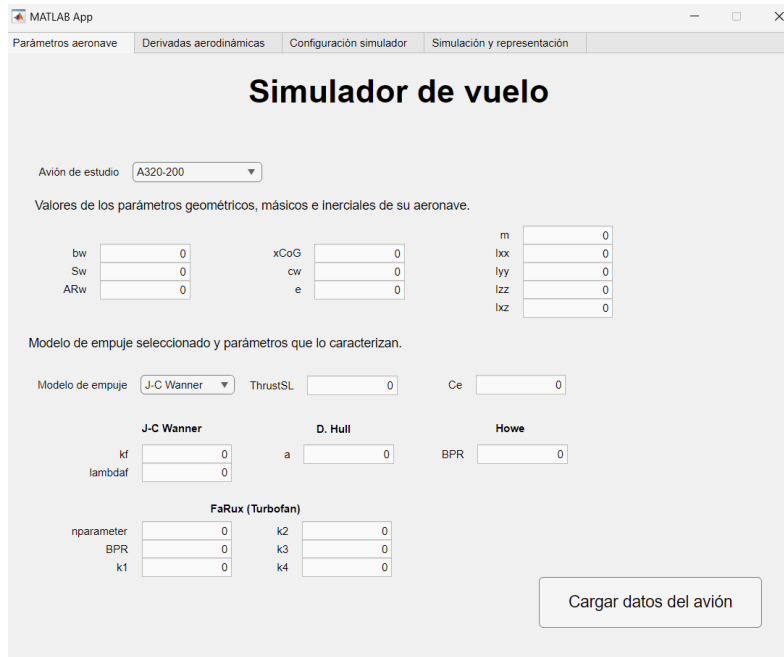 MATLAB App
Parámetros aeronave Derivadas aerodinámicas Configuración simulador Simulación y representación
Simulador de vuelo
Avión de estudio A320-200
Valores de los parámetros geométricos, másicos e inerciales de su aeronave.
m 0
bw 0 xCoG 0 Ixx 0
Sw 0 cw 0 Iyy 0
ARw 0 e 0 Izz 0
Ixz 0
Modelo de empuje seleccionado y parámetros que lo caracterizan.
Modelo de empuje J-C Wanner ThrustSL 0 Ce 0
J-C Wanner D. Hull Howe
kf 0 a 0 BPR 0
lambdaf 0
FaRux (Turbofan)
nparameter 0 k2 0
BPR 0 k3 0
k1 0 k4 0
Cargar datos del avión